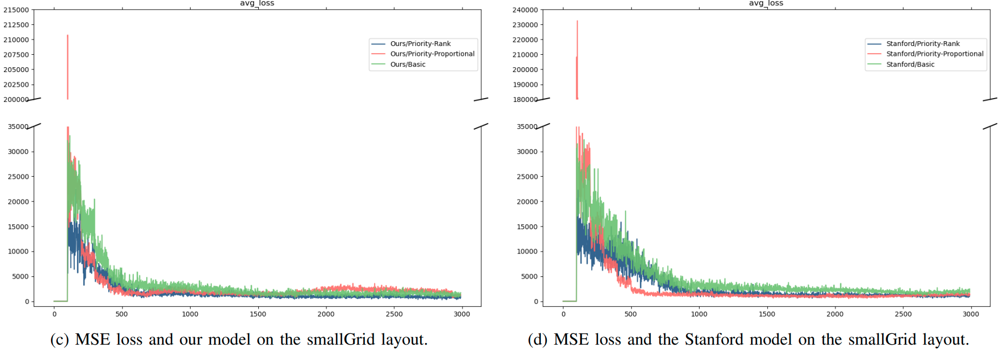 avg_loss
215000
212500
210000
207500
205000
202500
200000
35000
30000
25000
20000
15000
10000
5000
0
0 500 1000 1500 2000 2500 3000
Ours/Priority-Rank
Ours/Priority-Proportional
Ours/Basic
(c) MSE loss and our model on the smallGrid layout.
avg_loss
240000
230000
220000
210000
200000
190000
180000
35000
30000
25000
20000
15000
10000
5000
0
0 500 1000 1500 2000 2500 3000
Stanford/Priority-Rank
Stanford/Priority-Proportional
Stanford/Basic
(d) MSE loss and the Stanford model on the smallGrid layout.